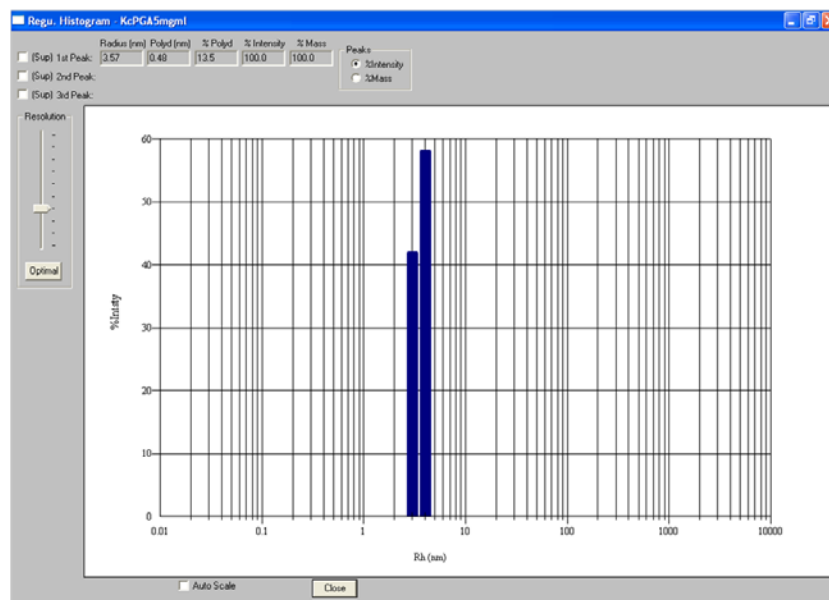 Regu. Histogram - KcPGA5mgml
Radius (nm) Polyd (nm) % Polyd % Intensity % Mass
(Sup) 1st Peak: 3.57 0.48 13.5 100.0 100.0
(Sup) 2nd Peak:
(Sup) 3rd Peak:
Peaks
%Intensity
%Mass
Resolution
Optimal
60
50
40
30
20
10
0
%Intisty
0.01 0.1 1 10 100 1000 10000
Rh (nm)
Auto Scale
Close